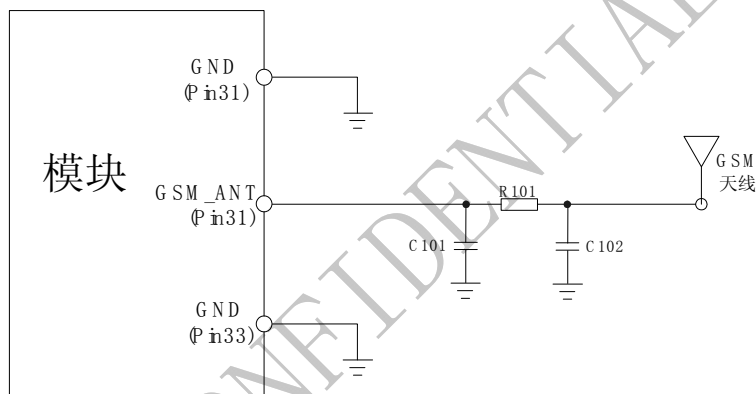 GND
(Pin31)
模块
GSM_ANT
(Pin31)
R101
GSM
天线
C101
C102
GND
(Pin33)
CONFIDENTIAL